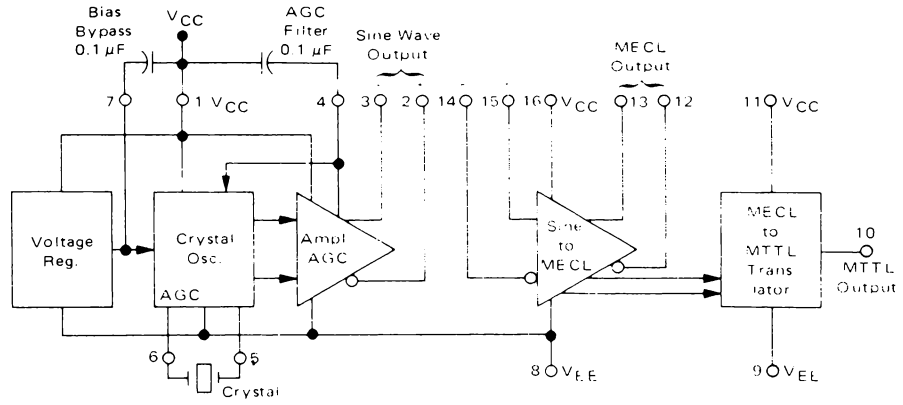 Bias
Bypass
0.1 µF
VCC
AGC
Filter
0.1 µF
Sine Wave
Output
MECL
Output
7
1 VCC
4
3
2
14
15
16 VCC
13
12
11 VCC
Voltage
Reg.
Crystal
Osc.
AGC
Ampl
AGC
Sine
to
MECL
MECL
to
MTTL
Trans
lator
10
MTTL
Output
6
5
Crystal
8 VEE
9 VEE